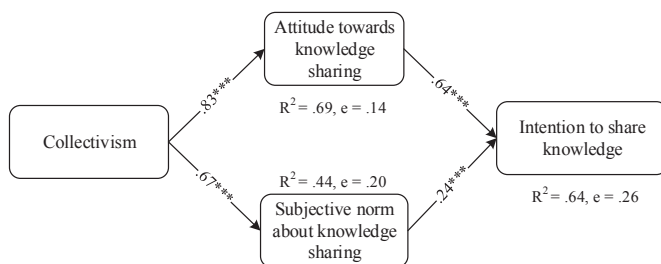 Attitude towards
knowledge
sharing
.83***
.64***
R² = .69, e = .14
Collectivism
Intention to share
knowledge
R² = .64, e = .26
.67***
R² = .44, e = .20
.24***
Subjective norm
about knowledge
sharing